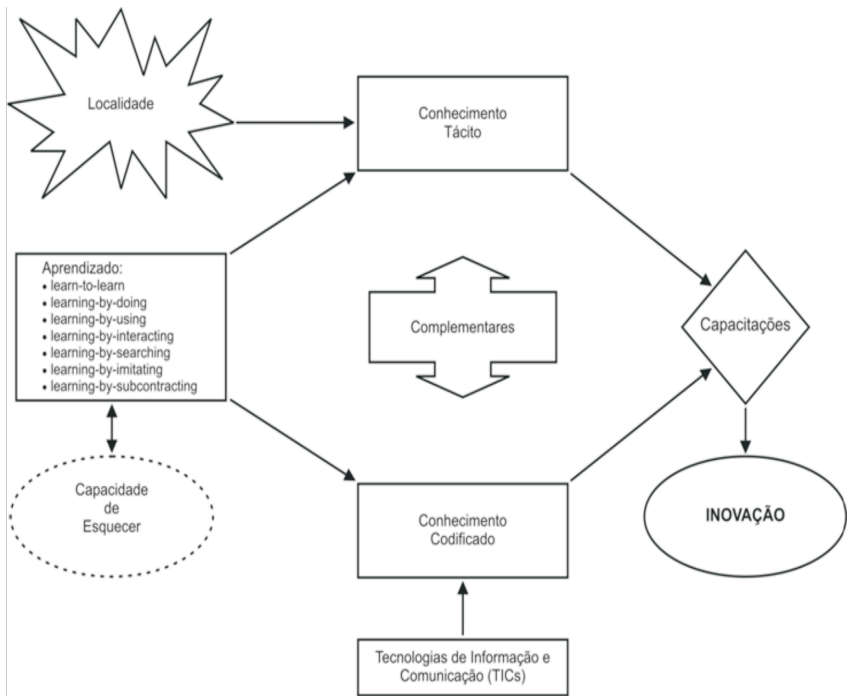 Localidade
Conhecimento
Tácito
Aprendizado:
• learn-to-learn
• learning-by-doing
• learning-by-using
• learning-by-interacting
• learning-by-searching
• learning-by-imitating
• learning-by-subcontracting
Complementares
Capacitações
Capacidade
de
Esquecer
Conhecimento
Codificado
INOVAÇÃO
Tecnologias de Informação e
Comunicação (TICs)